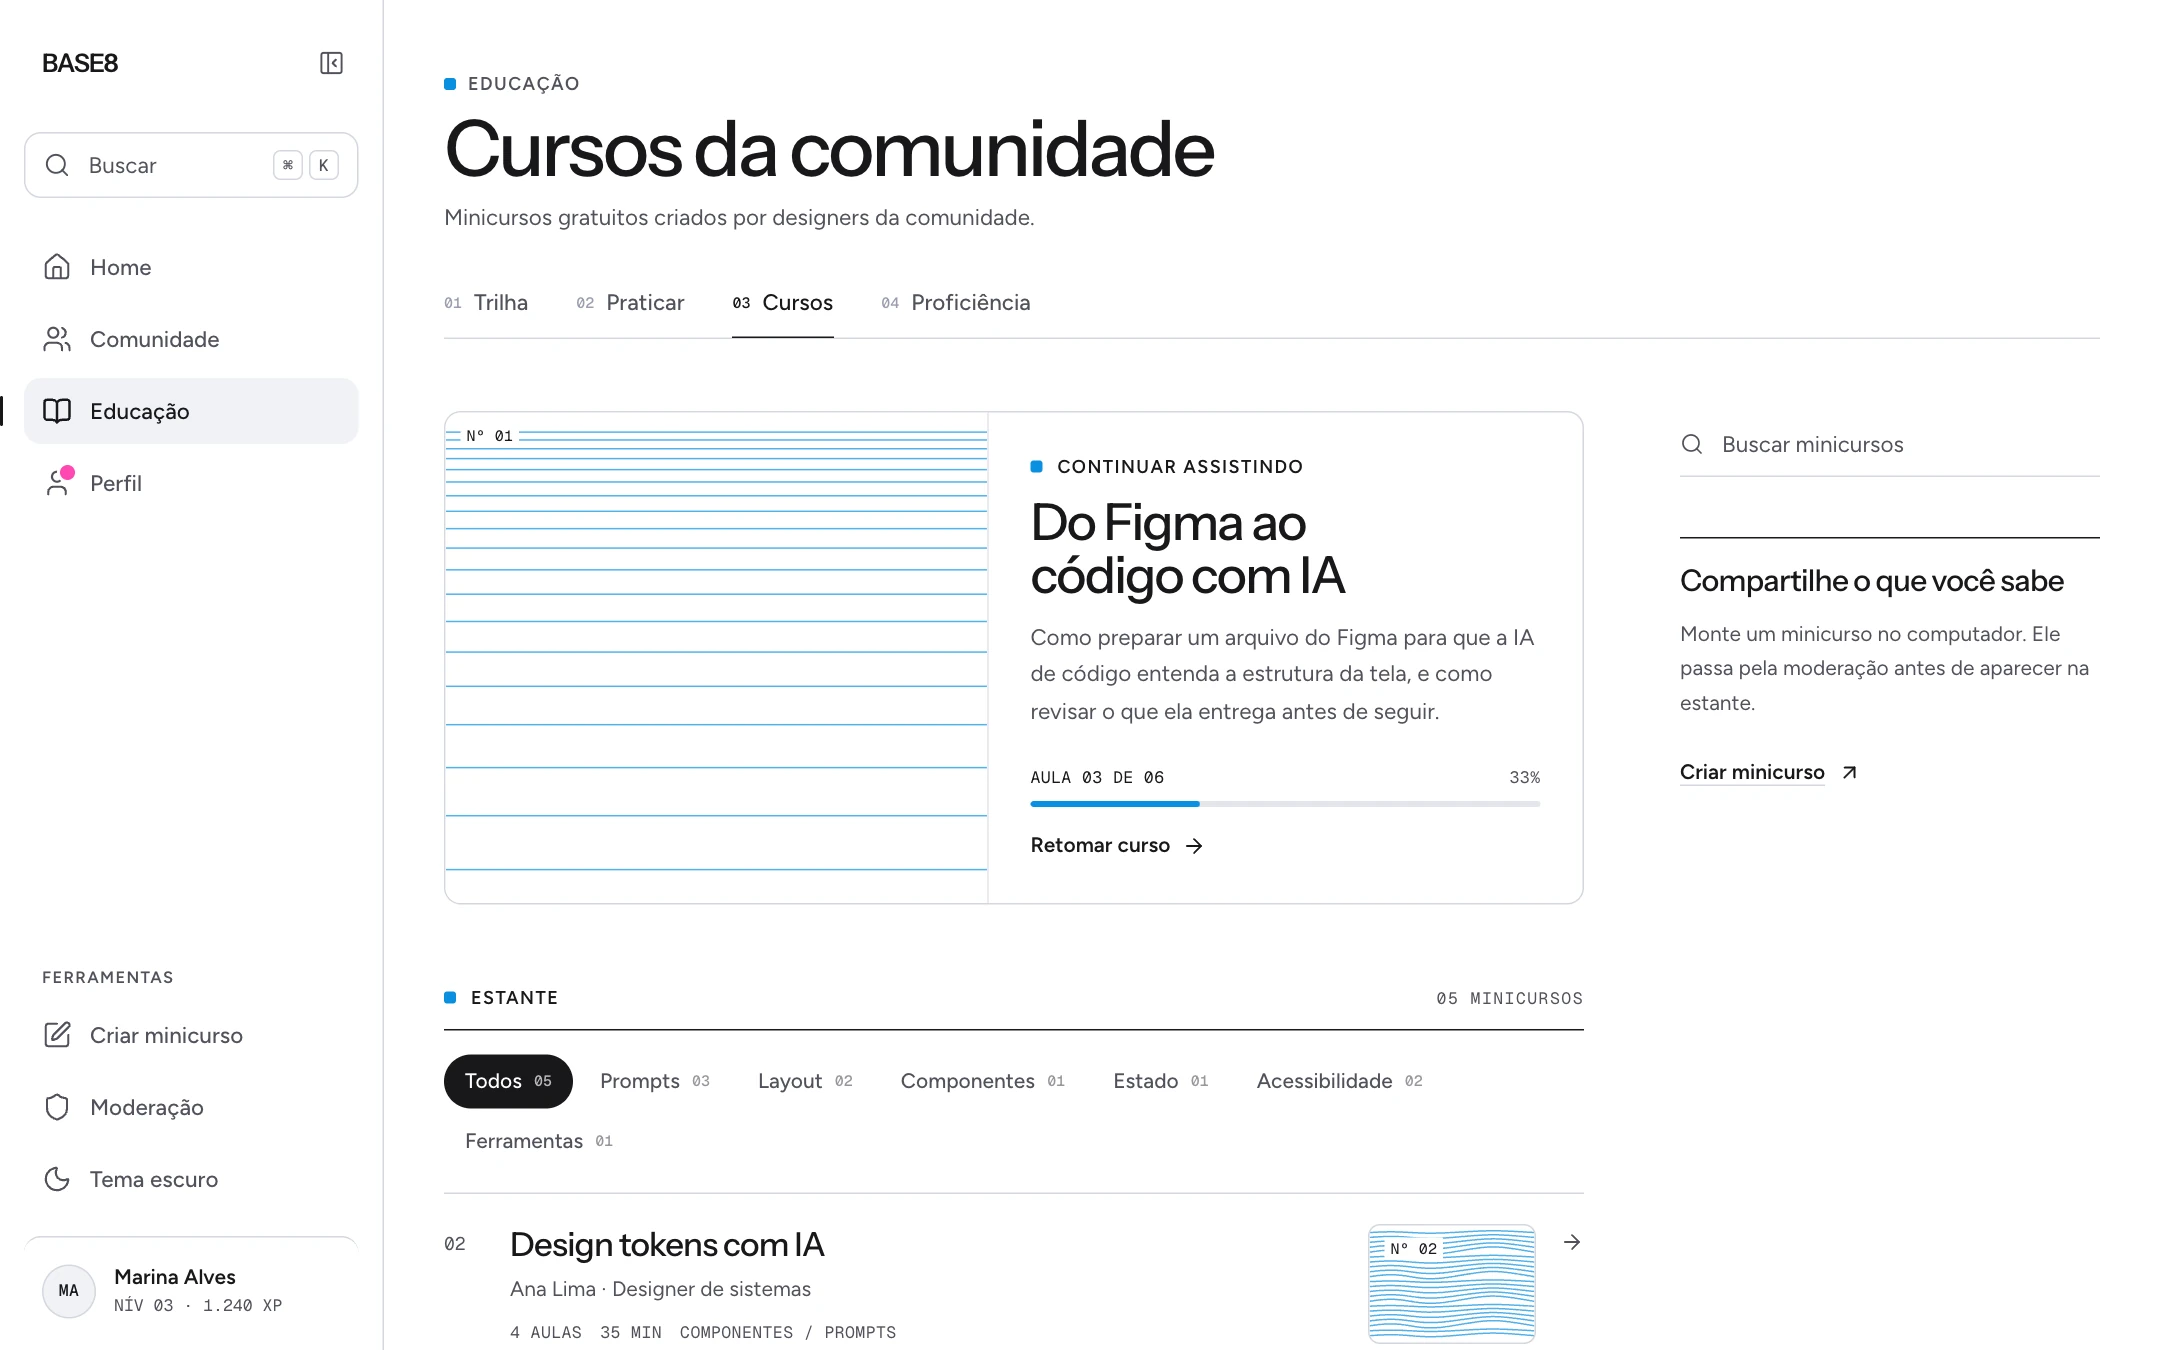 BASE8
Buscar ⌘ K
Home
Comunidade
Educação
Perfil
FERRAMENTAS
Criar minicurso
Moderação
Tema escuro
MA
Marina Alves
NÍV 03 · 1.240 XP
EDUCAÇÃO
Cursos da comunidade
Minicursos gratuitos criados por designers da comunidade.
01 Trilha 02 Praticar 03 Cursos 04 Proficiência
Nº 01
CONTINUAR ASSISTINDO
Do Figma ao
código com IA
Como preparar um arquivo do Figma para que a IA
de código entenda a estrutura da tela, e como
revisar o que ela entrega antes de seguir.
AULA 03 DE 06 33%
Retomar curso
Buscar minicursos
Compartilhe o que você sabe
Monte um minicurso no computador. Ele
passa pela moderação antes de aparecer na
estante.
Criar minicurso
ESTANTE 05 MINICURSOS
Todos 05 Prompts 03 Layout 02 Componentes 01 Estado 01 Acessibilidade 02
Ferramentas 01
02 Design tokens com IA
Ana Lima · Designer de sistemas
4 AULAS 35 MIN COMPONENTES / PROMPTS
Nº 02